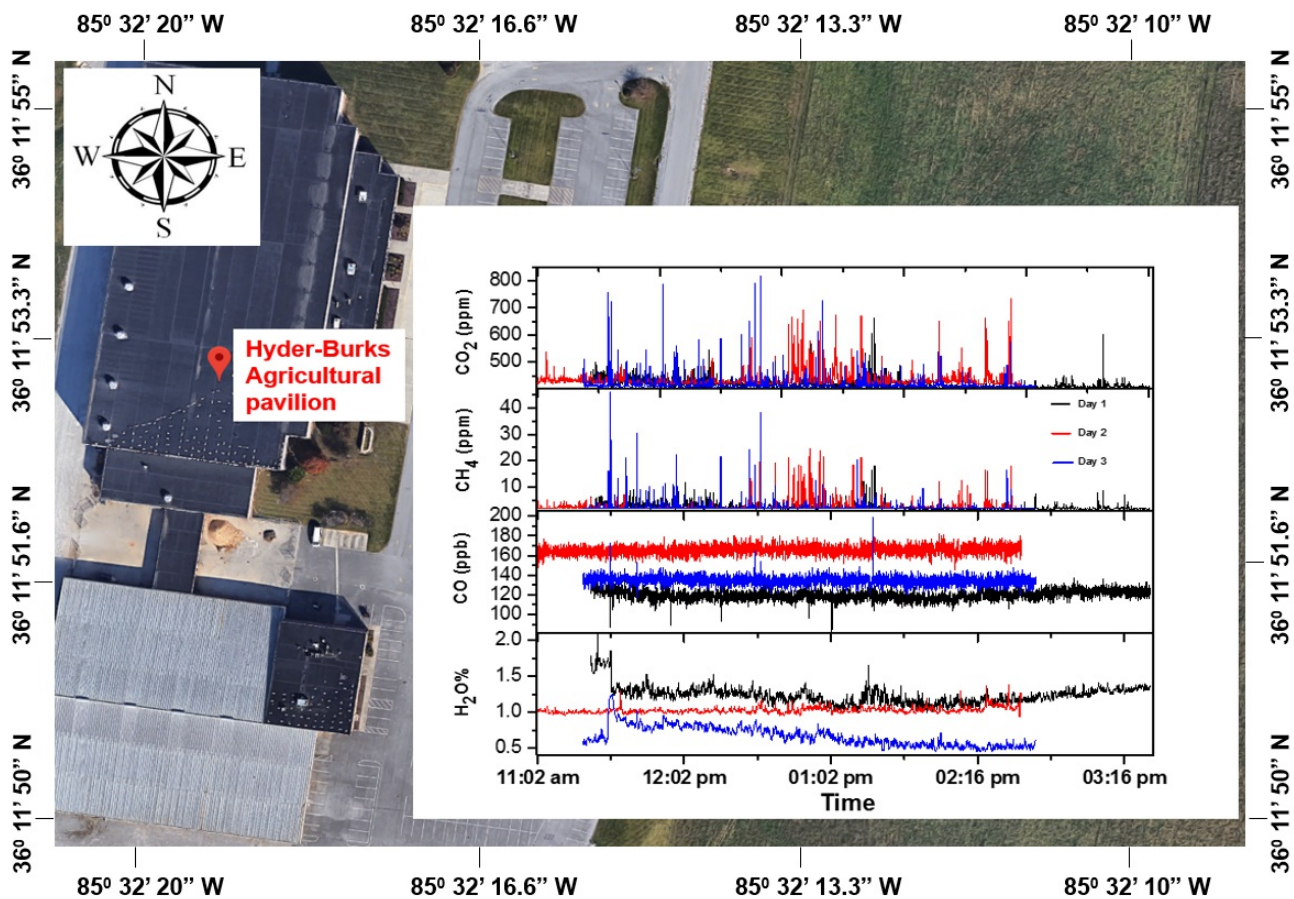 85⁰ 32’ 20” W
85⁰ 32’ 16.6” W
85⁰ 32’ 13.3” W
85⁰ 32’ 10” W
36⁰ 11’ 55” N
36⁰ 11’ 53.3” N
36⁰ 11’ 51.6” N
36⁰ 11’ 50” N
36⁰ 11’ 55” N
36⁰ 11’ 53.3” N
36⁰ 11’ 51.6” N
36⁰ 11’ 50” N
N
W
E
S
Hyder-Burks
Agricultural
pavilion
CO₂ (ppm)
800
700
600
500
CH₄ (ppm)
40
30
20
10
Day 1
Day 2
Day 3
CO (ppb)
200
180
160
140
120
100
H₂O%
2.0
1.5
1.0
0.5
11:02 am
12:02 pm
01:02 pm
02:16 pm
03:16 pm
Time
85⁰ 32’ 20” W
85⁰ 32’ 16.6” W
85⁰ 32’ 13.3” W
85⁰ 32’ 10” W